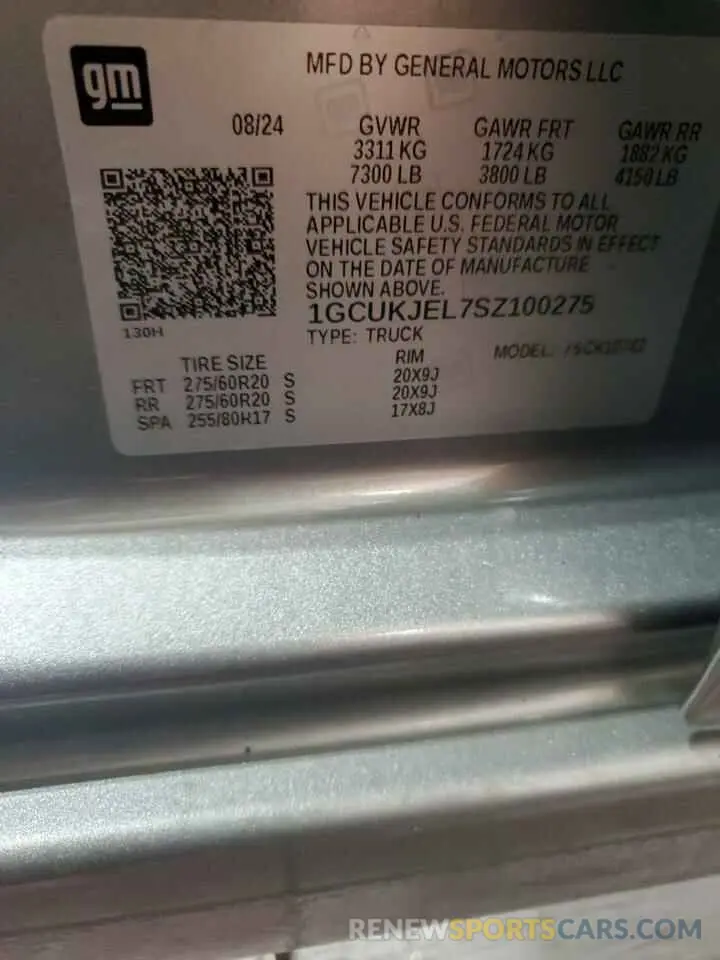 gm
MFD BY GENERAL MOTORS LLC
08/24 GVWR GAWR FRT GAWR RR
3311 KG 1724 KG 1882 KG
7300 LB 3800 LB 4150 LB
THIS VEHICLE CONFORMS TO ALL
APPLICABLE U.S. FEDERAL MOTOR
VEHICLE SAFETY STANDARDS IN EFFECT
ON THE DATE OF MANUFACTURE
SHOWN ABOVE.
1GCUKJEL7SZ100275
130H
TYPE: TRUCK
TIRE SIZE RIM MODEL:
FRT 275/60R20 S 20X9J
RR 275/60R20 S 20X9J
SPA 255/80R17 S 17X8J
RENEWSPORTSCARS.COM